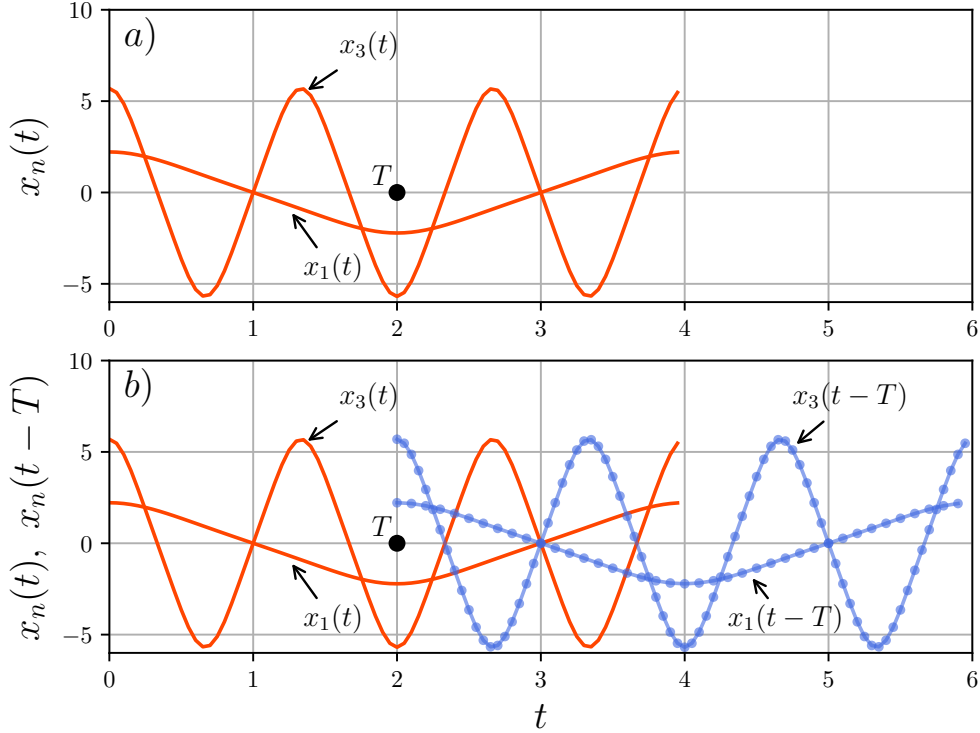 a)
x₃(t)
T
x₁(t)
xₙ(t)
10
5
0
−5
0 1 2 3 4 5 6
b)
x₃(t)
x₃(t − T)
T
x₁(t)
x₁(t − T)
xₙ(t), xₙ(t − T)
10
5
0
−5
0 1 2 3 4 5 6
t